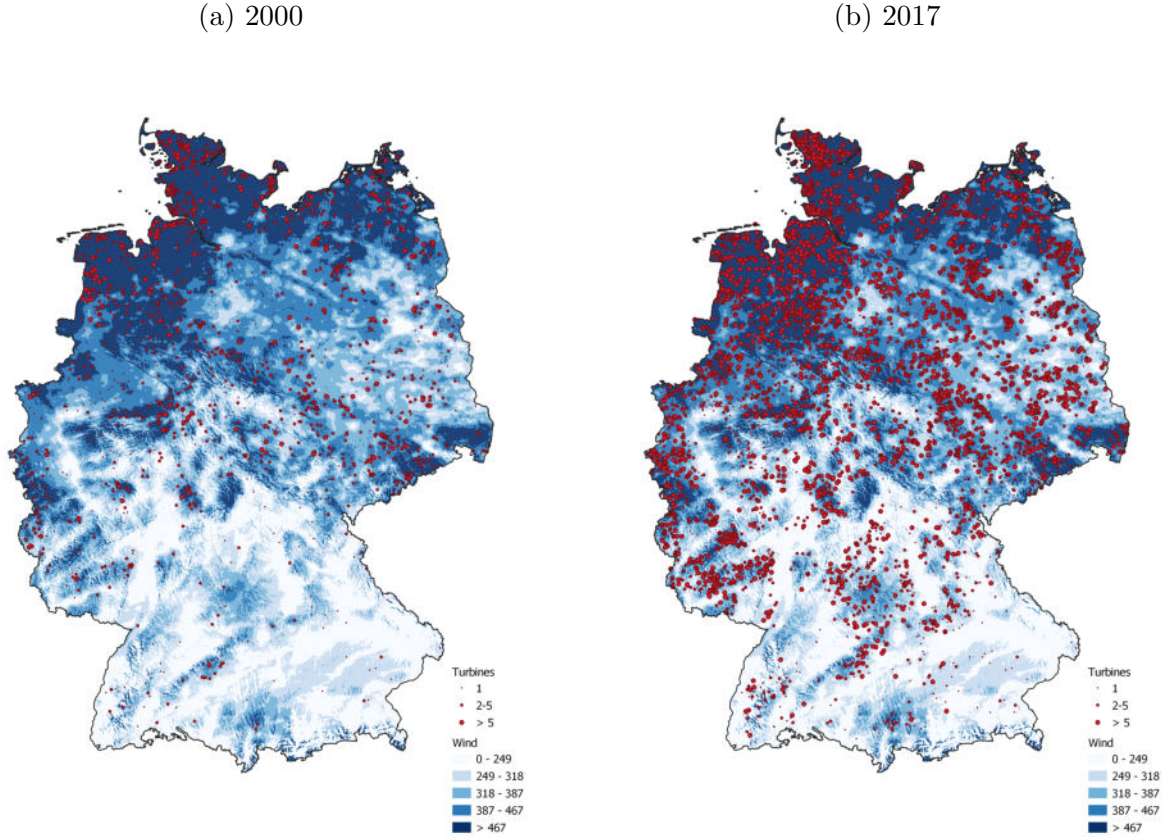 (a) 2000
Turbines
1
2-5
> 5
Wind
0 - 249
249 - 318
318 - 387
387 - 467
> 467
(b) 2017
Turbines
1
2-5
> 5
Wind
0 - 249
249 - 318
318 - 387
387 - 467
> 467